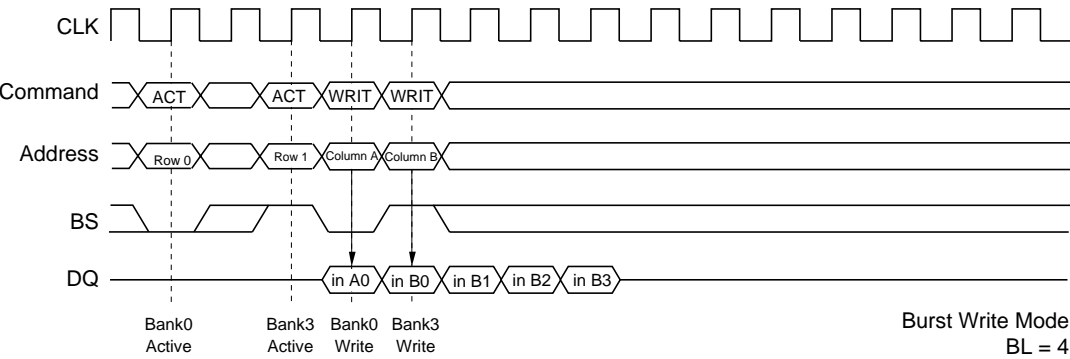 CLK
Command ACT ACT WRIT WRIT
Address Row 0 Row 1 Column A Column B
BS
DQ in A0 in B0 in B1 in B2 in B3
Bank0 Bank3 Bank0 Bank3
Active Active Write Write
Burst Write Mode
BL = 4